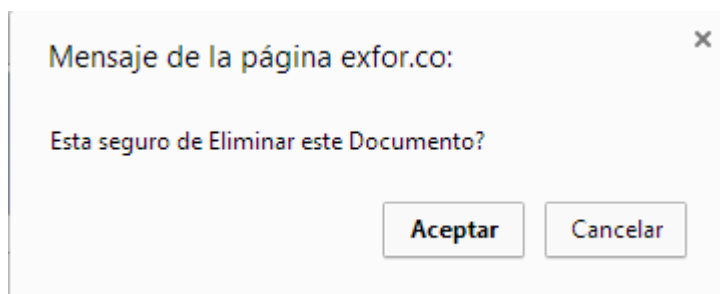 Mensaje de la página exfor.co:
Esta seguro de Eliminar este Documento?
Aceptar Cancelar